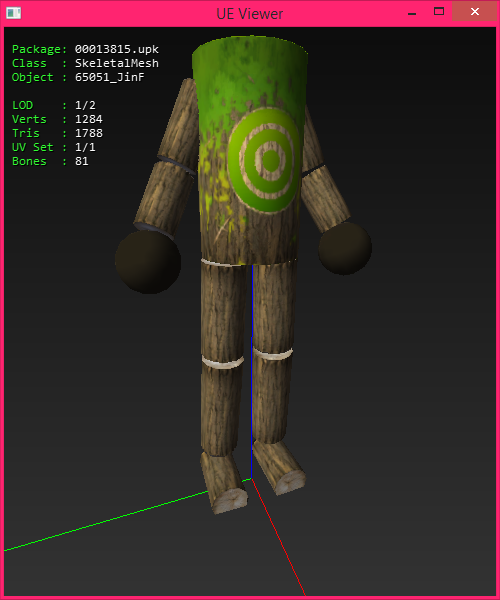 UE Viewer
Package: 00013815.upk
Class : SkeletalMesh
Object : 65051_JinF
LOD : 1/2
Verts : 1284
Tris : 1788
UV Set : 1/1
Bones : 81